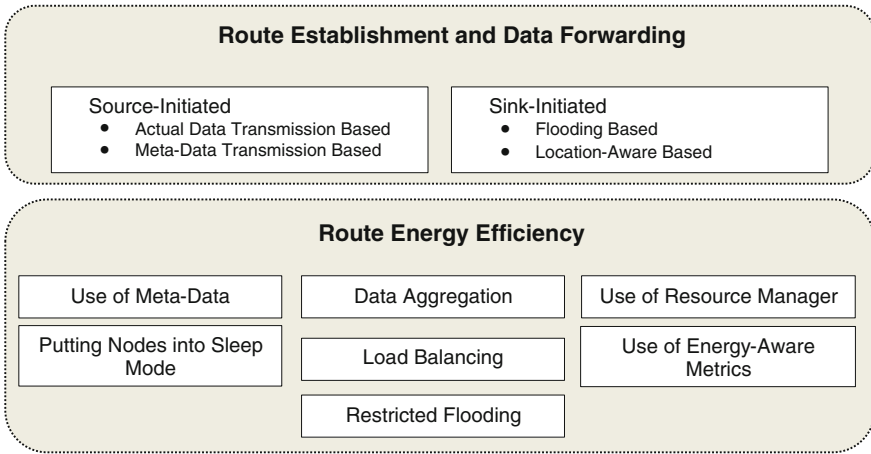 Route Establishment and Data Forwarding
Source-Initiated
● Actual Data Transmission Based
● Meta-Data Transmission Based
Sink-Initiated
● Flooding Based
● Location-Aware Based
Route Energy Efficiency
Use of Meta-Data
Data Aggregation
Use of Resource Manager
Putting Nodes into Sleep
Mode
Load Balancing
Use of Energy-Aware
Metrics
Restricted Flooding